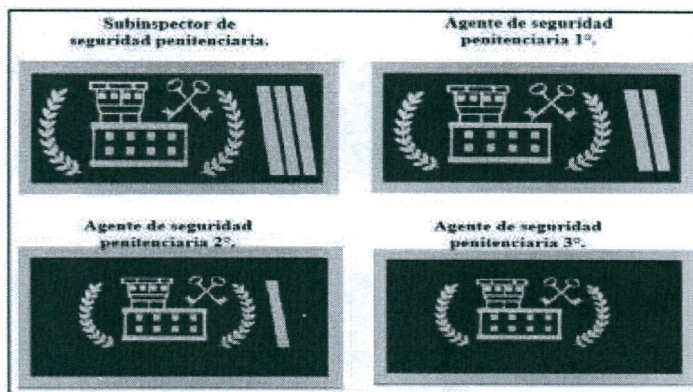 Subinspector de
seguridad penitenciaria.
Agente de seguridad
penitenciaria 1°.
Agente de seguridad
penitenciaria 2°.
Agente de seguridad
penitenciaria 3°.